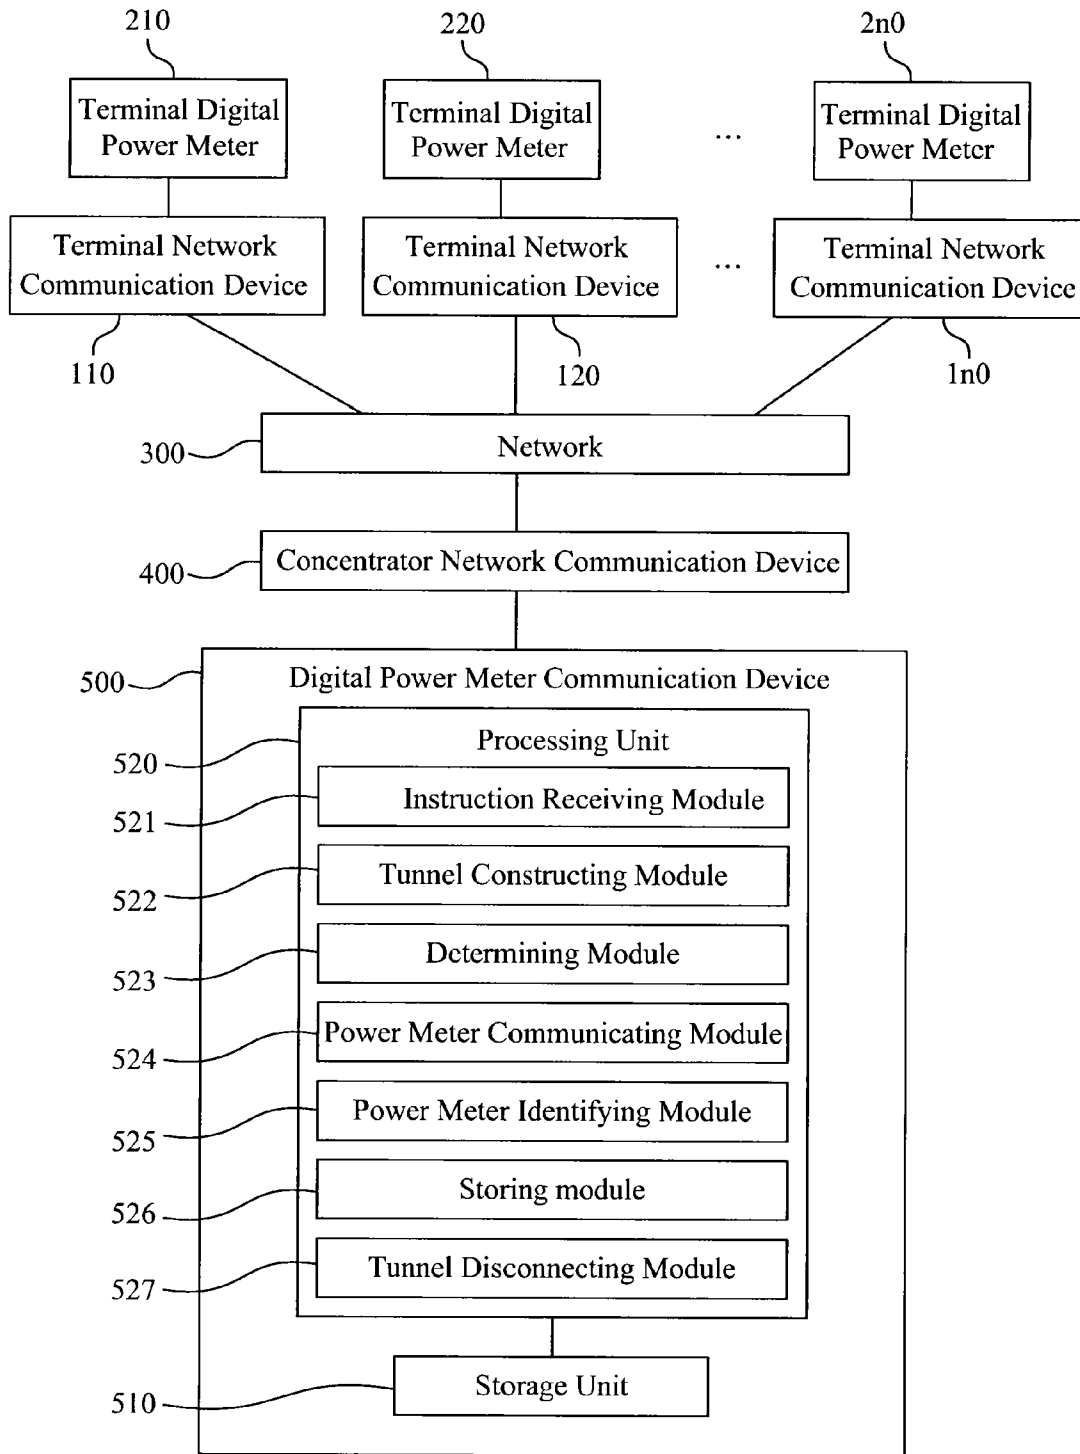 210
220
2n0
Terminal Digital
Power Meter
Terminal Digital
Power Meter
...
Terminal Digital
Power Meter
Terminal Network
Communication Device
Terminal Network
Communication Device
...
Terminal Network
Communication Device
110
120
1n0
300
Network
400
Concentrator Network Communication Device
500
Digital Power Meter Communication Device
520
Processing Unit
521
Instruction Receiving Module
522
Tunnel Constructing Module
523
Determining Module
524
Power Meter Communicating Module
525
Power Meter Identifying Module
526
Storing module
527
Tunnel Disconnecting Module
510
Storage Unit